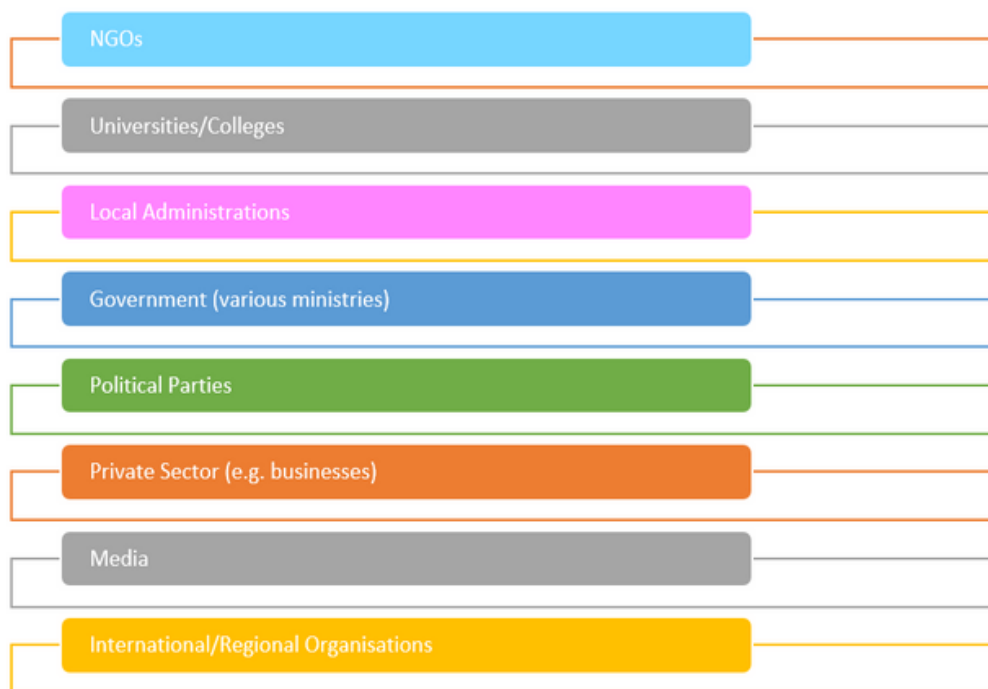 NGOs
Universities/Colleges
Local Administrations
Government (various ministries)
Political Parties
Private Sector (e.g. businesses)
Media
International/Regional Organisations